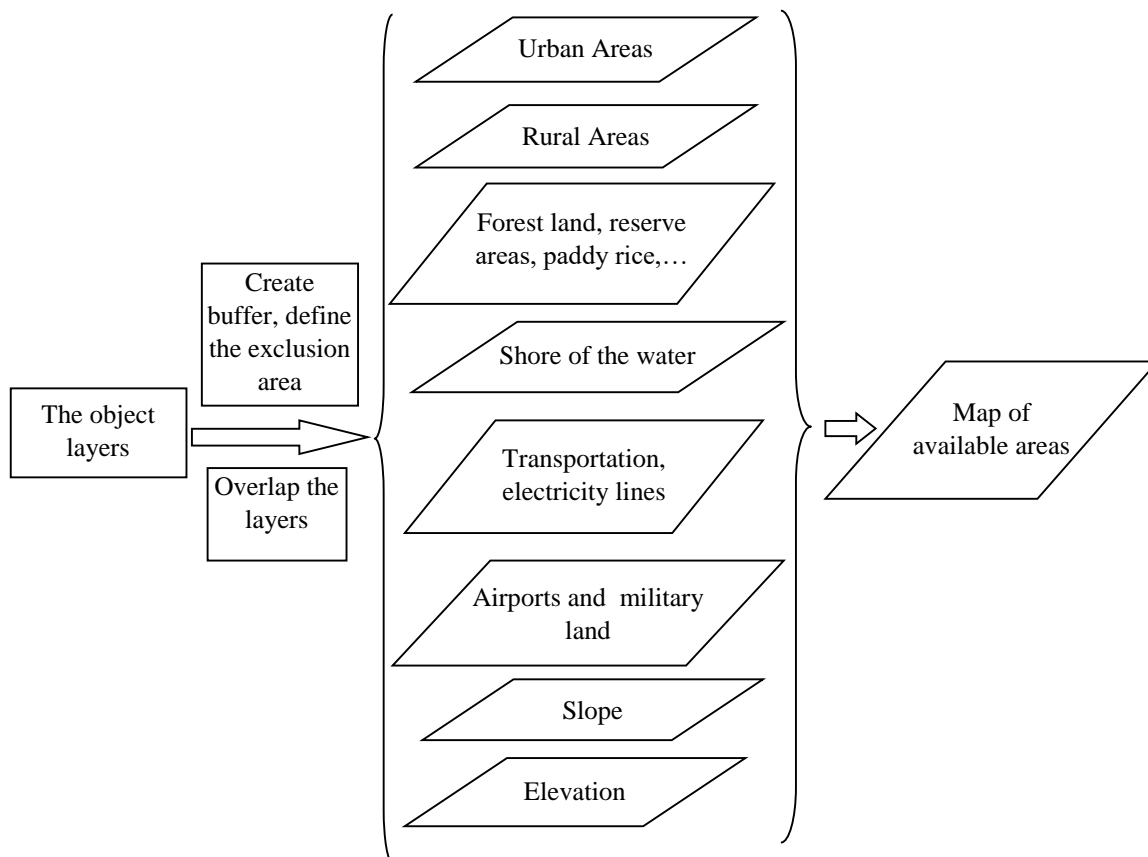 Urban Areas
Rural Areas
Forest land, reserve
areas, paddy rice,…
Create
buffer, define
the exclusion
area
Shore of the water
The object
layers
Map of
available areas
Transportation,
electricity lines
Overlap the
layers
Airports and  military
land
Slope
Elevation